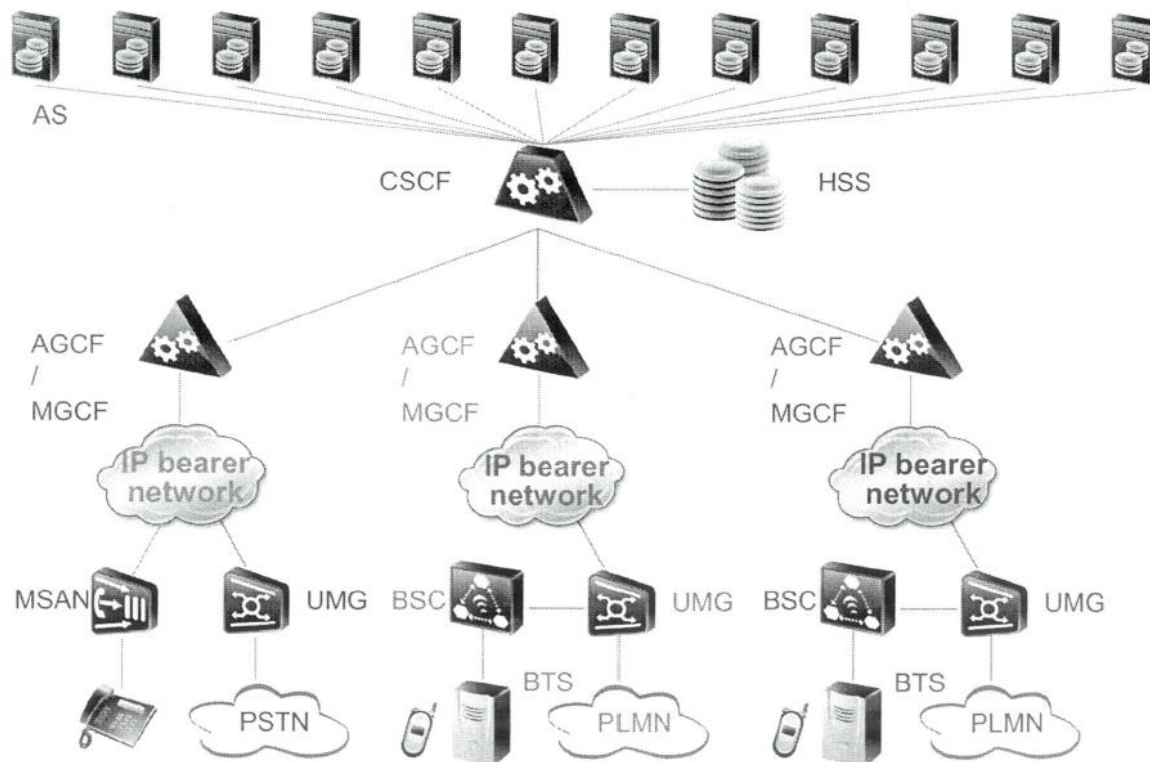 AS
CSCF
HSS
AGCF
/
MGCF
AGCF
/
MGCF
AGCF
/
MGCF
IP bearer
network
IP bearer
network
IP bearer
network
MSAN
UMG
BSC
UMG
BSC
UMG
PSTN
BTS
PLMN
BTS
PLMN